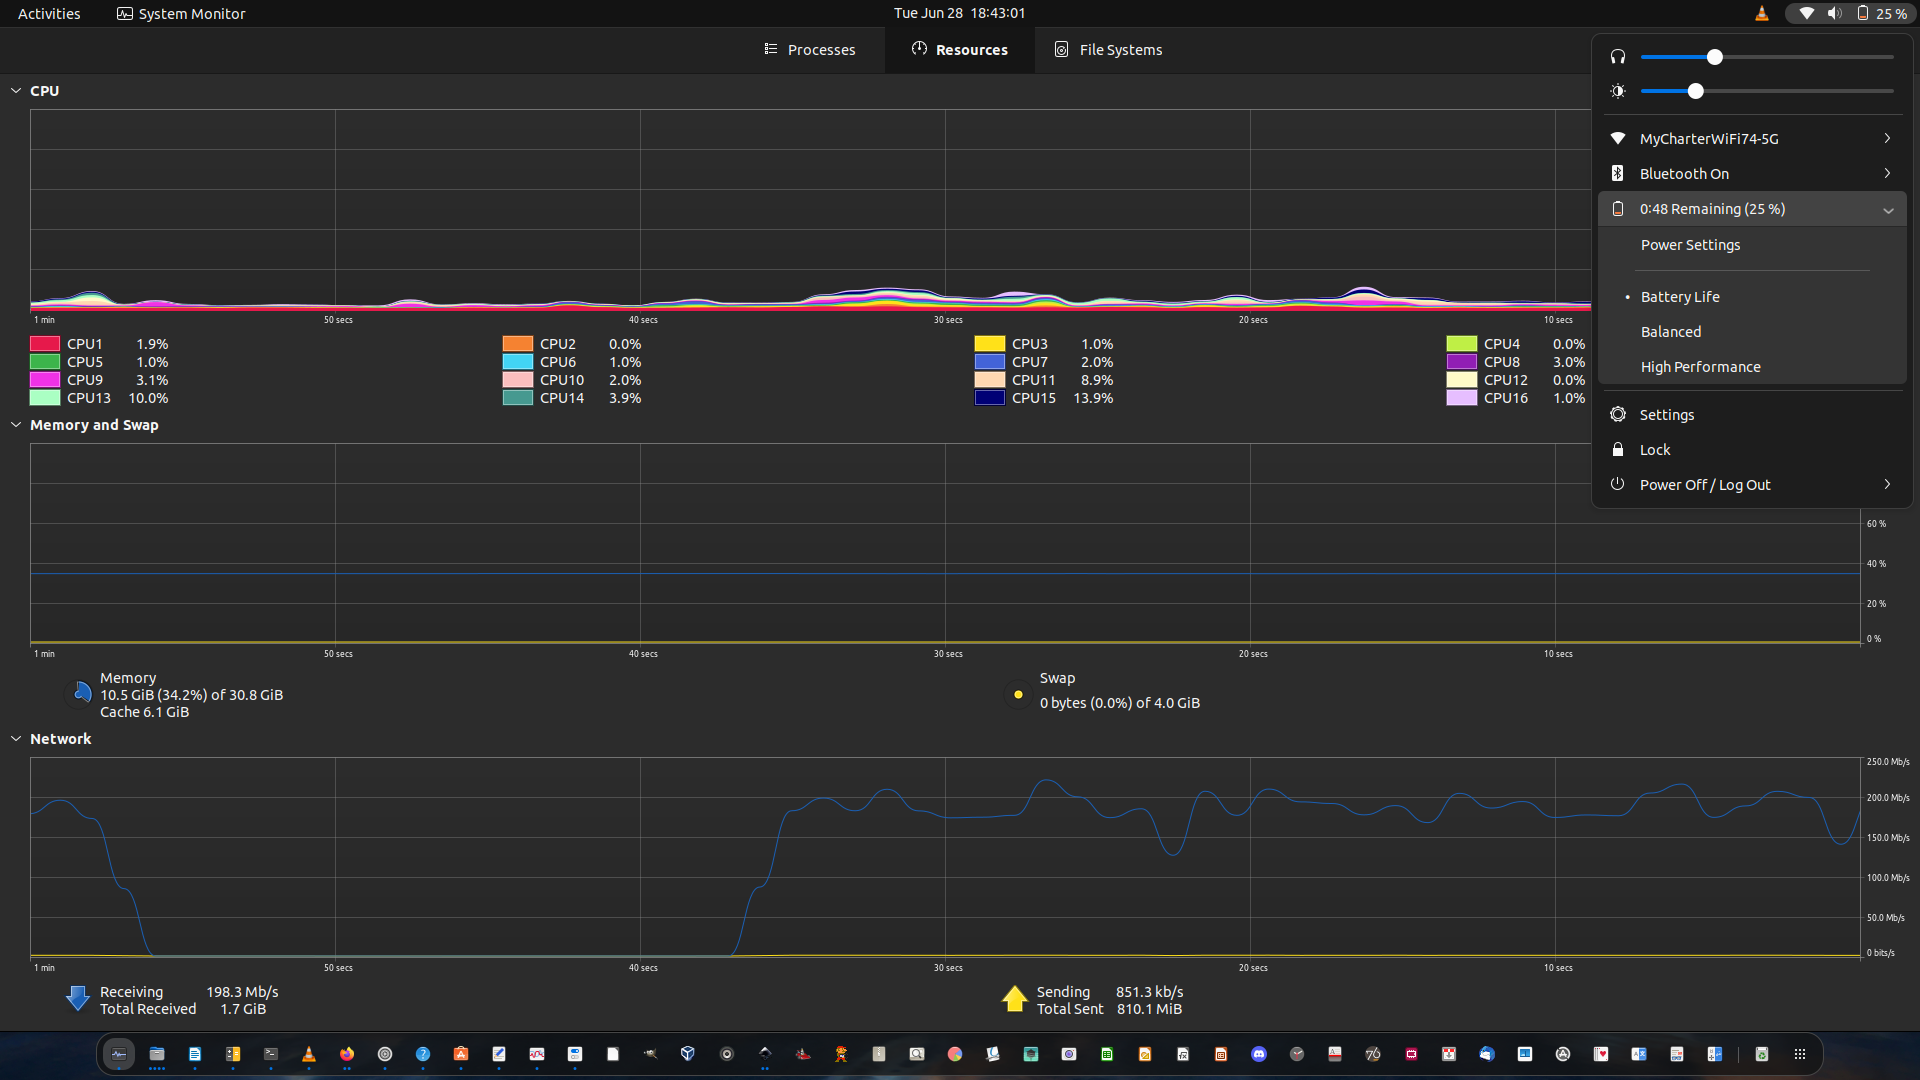 Activities
System Monitor
Tue Jun 28 18:43:01
25 %
Processes
Resources
File Systems
CPU
1 min 50 secs 40 secs 30 secs 20 secs 10 secs
CPU1 1.9% CPU2 0.0% CPU3 1.0% CPU4 0.0%
CPU5 1.0% CPU6 1.0% CPU7 2.0% CPU8 3.0%
CPU9 3.1% CPU10 2.0% CPU11 8.9% CPU12 0.0%
CPU13 10.0% CPU14 3.9% CPU15 13.9% CPU16 1.0%
MyCharterWiFi74-5G
Bluetooth On
0:48 Remaining (25 %)
Power Settings
Battery Life
Balanced
High Performance
Settings
Lock
Power Off / Log Out
Memory and Swap
60 %
40 %
20 %
0 %
1 min 50 secs 40 secs 30 secs 20 secs 10 secs
Memory
10.5 GiB (34.2%) of 30.8 GiB
Cache 6.1 GiB
Swap
0 bytes (0.0%) of 4.0 GiB
Network
250.0 Mb/s
200.0 Mb/s
150.0 Mb/s
100.0 Mb/s
50.0 Mb/s
0 bits/s
1 min 50 secs 40 secs 30 secs 20 secs 10 secs
Receiving 198.3 Mb/s
Total Received 1.7 GiB
Sending 851.3 kb/s
Total Sent 810.1 MiB